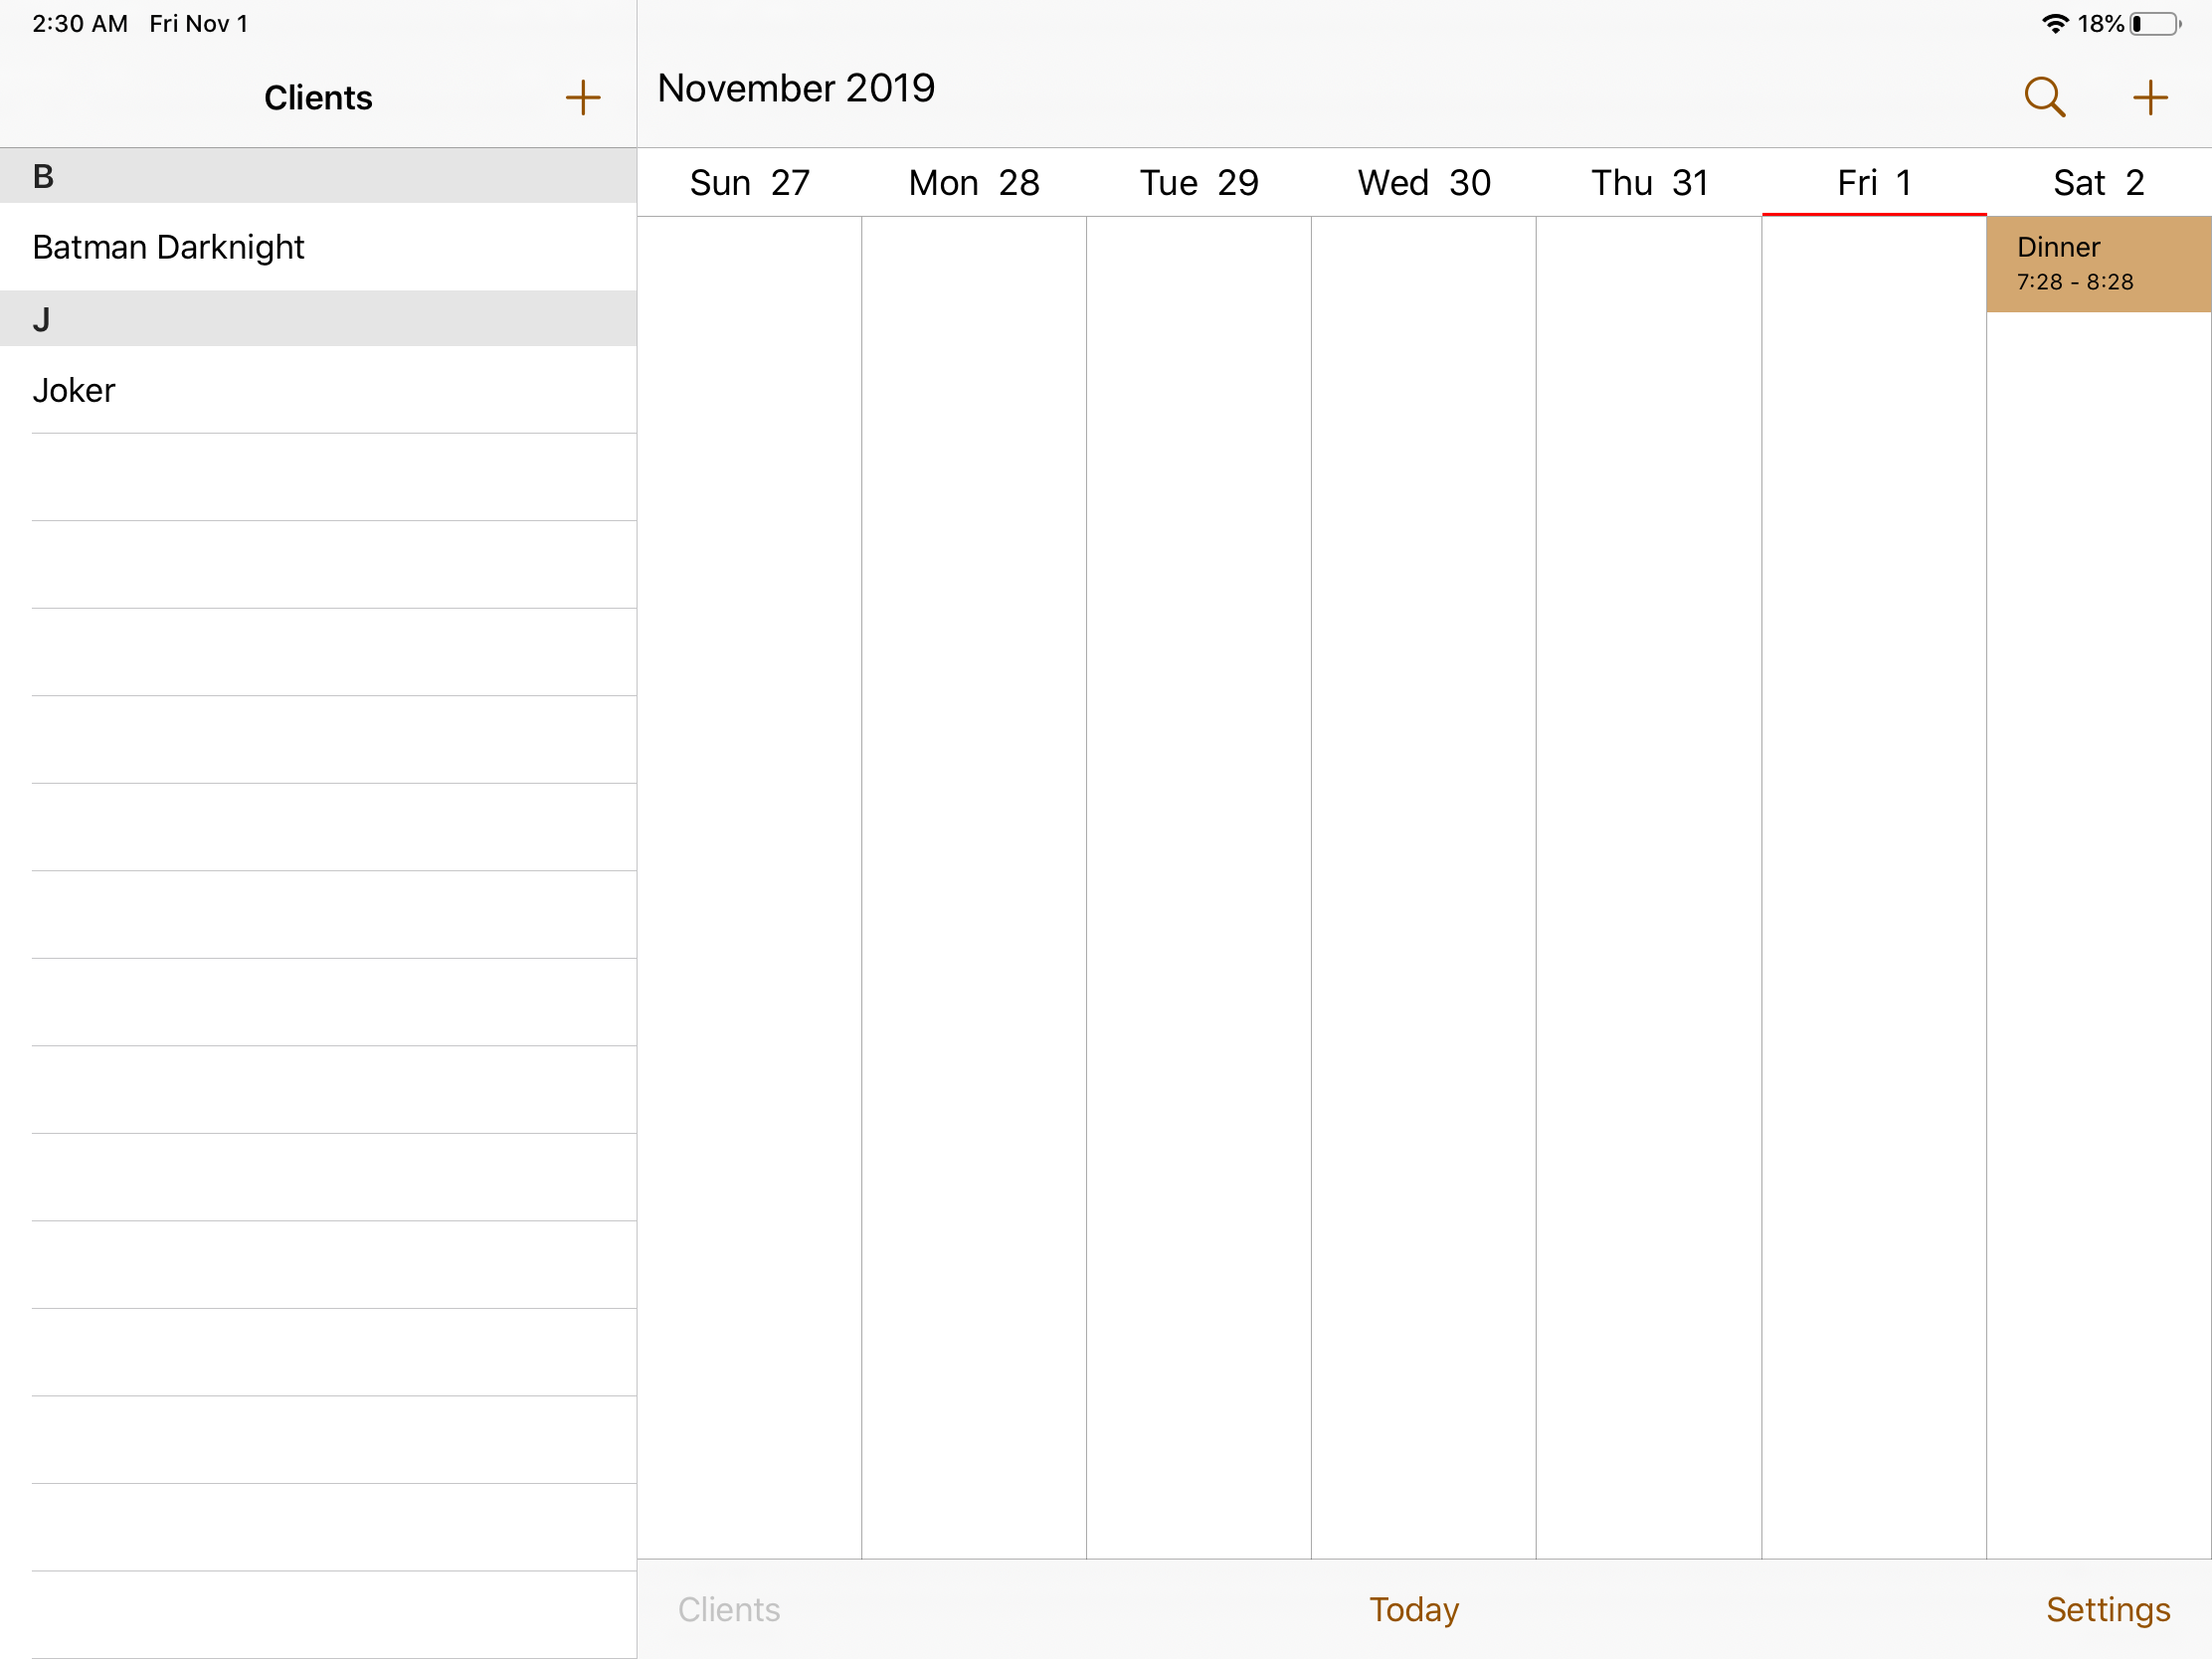 2:30 AM Fri Nov 1
18%
Clients
November 2019
B
Batman Darknight
J
Joker
Sun 27 Mon 28 Tue 29 Wed 30 Thu 31 Fri 1 Sat 2
Dinner
7:28 - 8:28
Clients Today Settings